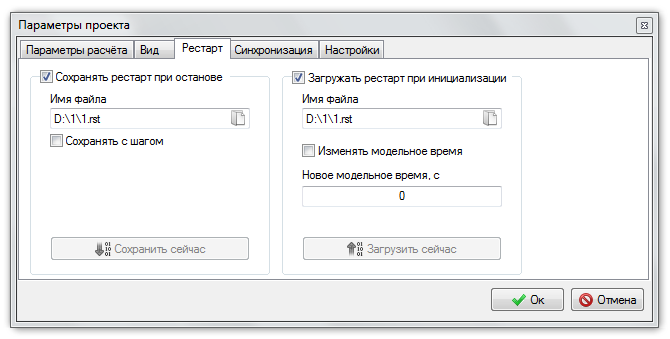 Параметры проекта
Параметры расчёта Вид Рестарт Синхронизация Настройки
Сохранять рестарт при останове
Имя файла
D:\1\1.rst
Сохранять с шагом
Сохранить сейчас
Загружать рестарт при инициализации
Имя файла
D:\1\1.rst
Изменять модельное время
Новое модельное время, с
0
Загрузить сейчас
Ок Отмена